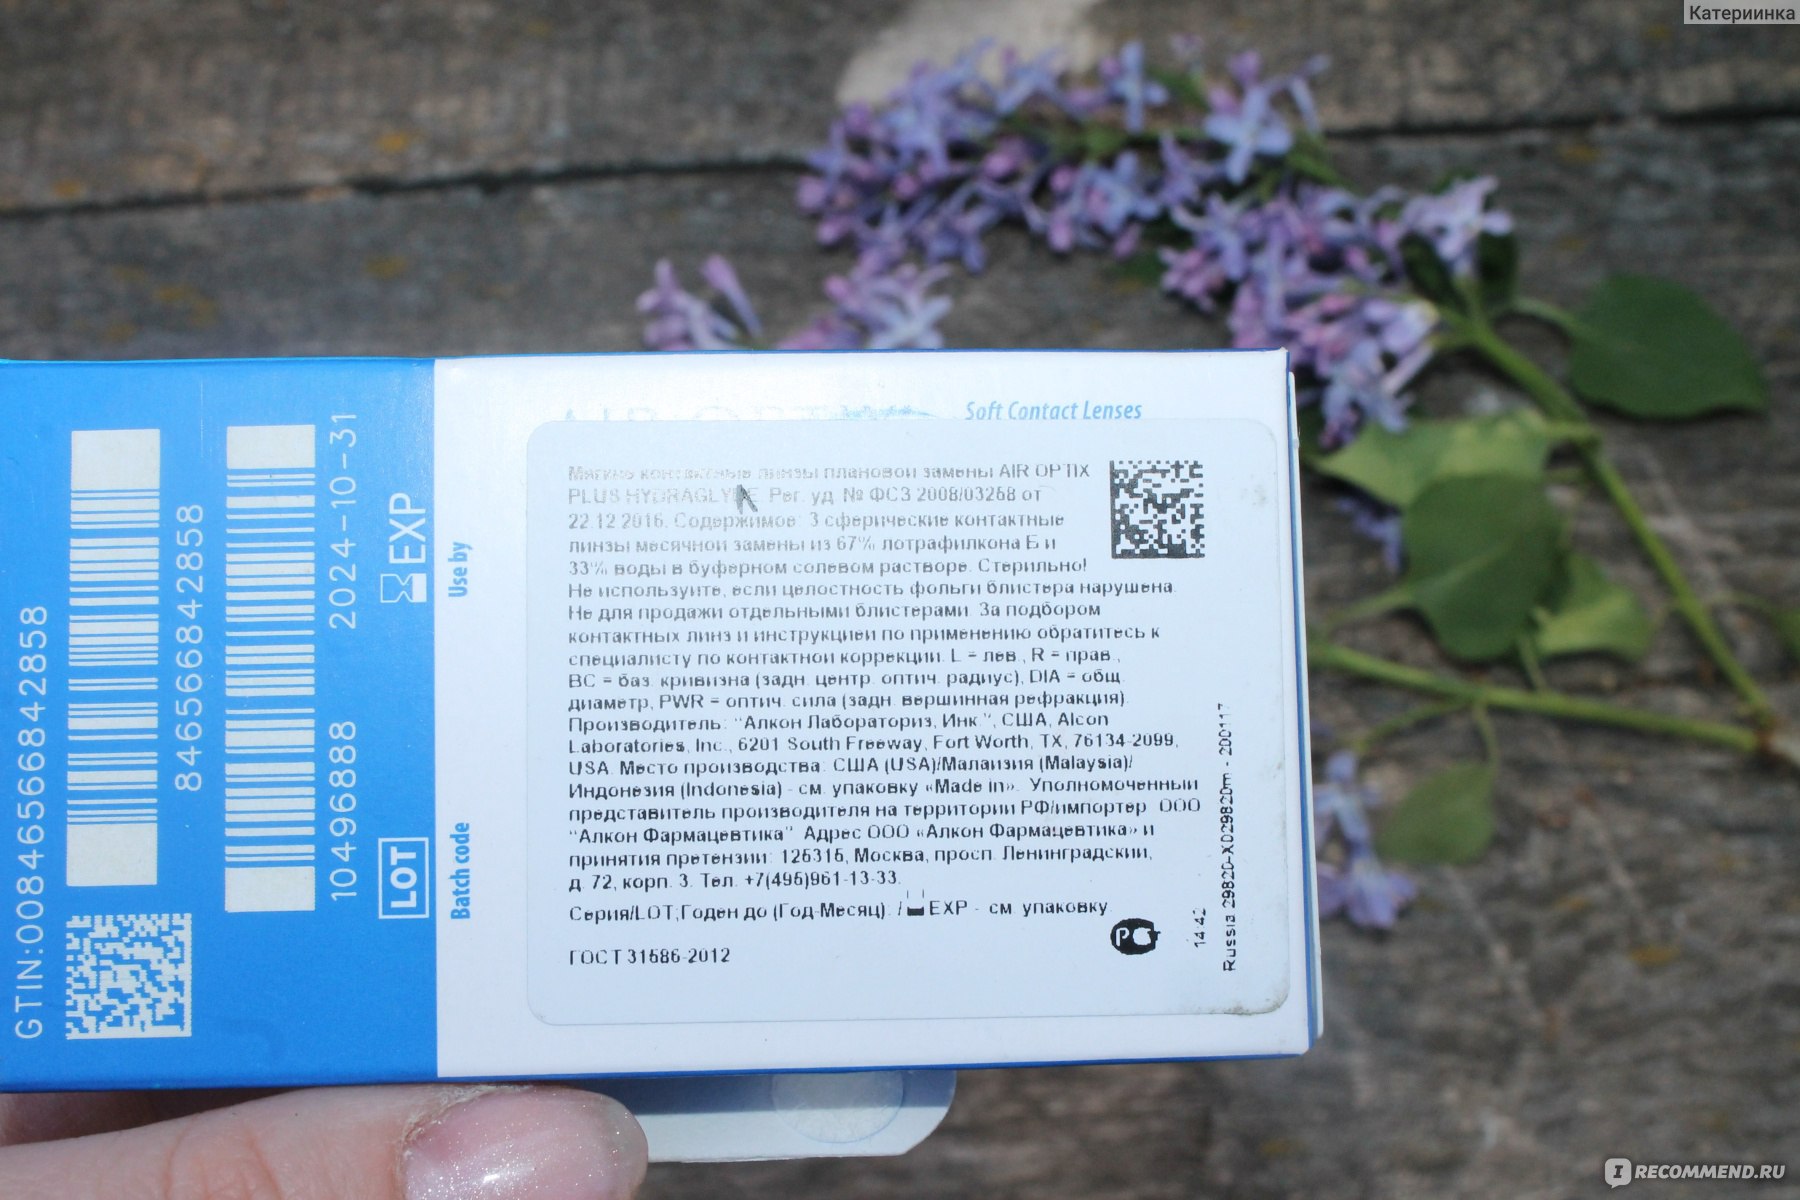 Катериинка
Soft Contact Lenses
Мягкие контактные линзы плановой замены AIR OPTIX
PLUS HYDRAGLYDE. Рег. уд. № ФСЗ 2008/03268 от
22.12.2016. Содержимое: 3 сферические контактные
линзы месячной замены из 67% лотрафилкона Б и
33% воды в буферном солевом растворе. Стерильно!
Не используйте, если целостность фольги блистера нарушена.
Не для продажи отдельными блистерами. За подбором
контактных линз и инструкцией по применению обратитесь к
специалисту по контактной коррекции. L = лев., R = прав.,
BC = баз. кривизна (задн. центр. оптич. радиус), DIA = общ.
диаметр, PWR = оптич. сила (задн. вершинная рефракция).
Производитель: "Алкон Лабораториз, Инк.", США, Alcon
Laboratories, Inc., 6201 South Freeway, Fort Worth, TX, 76134-2099,
USA. Место производства: США (USA)/Малайзия (Malaysia)/
Индонезия (Indonesia) - см. упаковку «Made in». Уполномоченный
представитель производителя на территории РФ/импортер: ООО
"Алкон Фармацевтика" Адрес ООО «Алкон Фармацевтика» и
принятия претензий: 125315, Москва, просп. Ленинградский,
д. 72, корп. 3. Тел. +7(495)961-13-33.
Серия/LOT;Годен до (Год-Месяц): / EXP - см. упаковку
ГОСТ 31586-2012
14:42
Russia 29820-X029820m - 200117
GTIN:00846566842858
846566842858
2024-10-31
10496888
EXP
LOT
Use by
Batch code
IRECOMMEND.RU